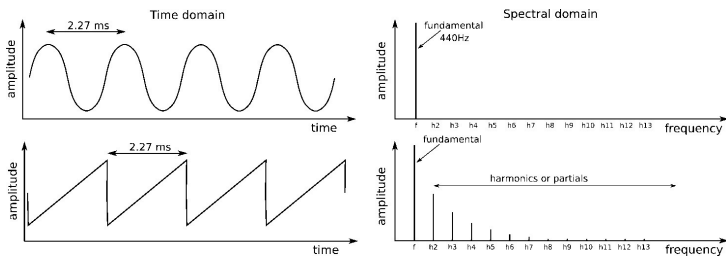 Time domain
2.27 ms
amplitude
time
Spectral domain
fundamental
440Hz
amplitude
f h2 h3 h4 h5 h6 h7 h8 h9 h10 h11 h12 h13
frequency
2.27 ms
amplitude
time
fundamental
harmonics or partials
amplitude
f h2 h3 h4 h5 h6 h7 h8 h9 h10 h11 h12 h13
frequency